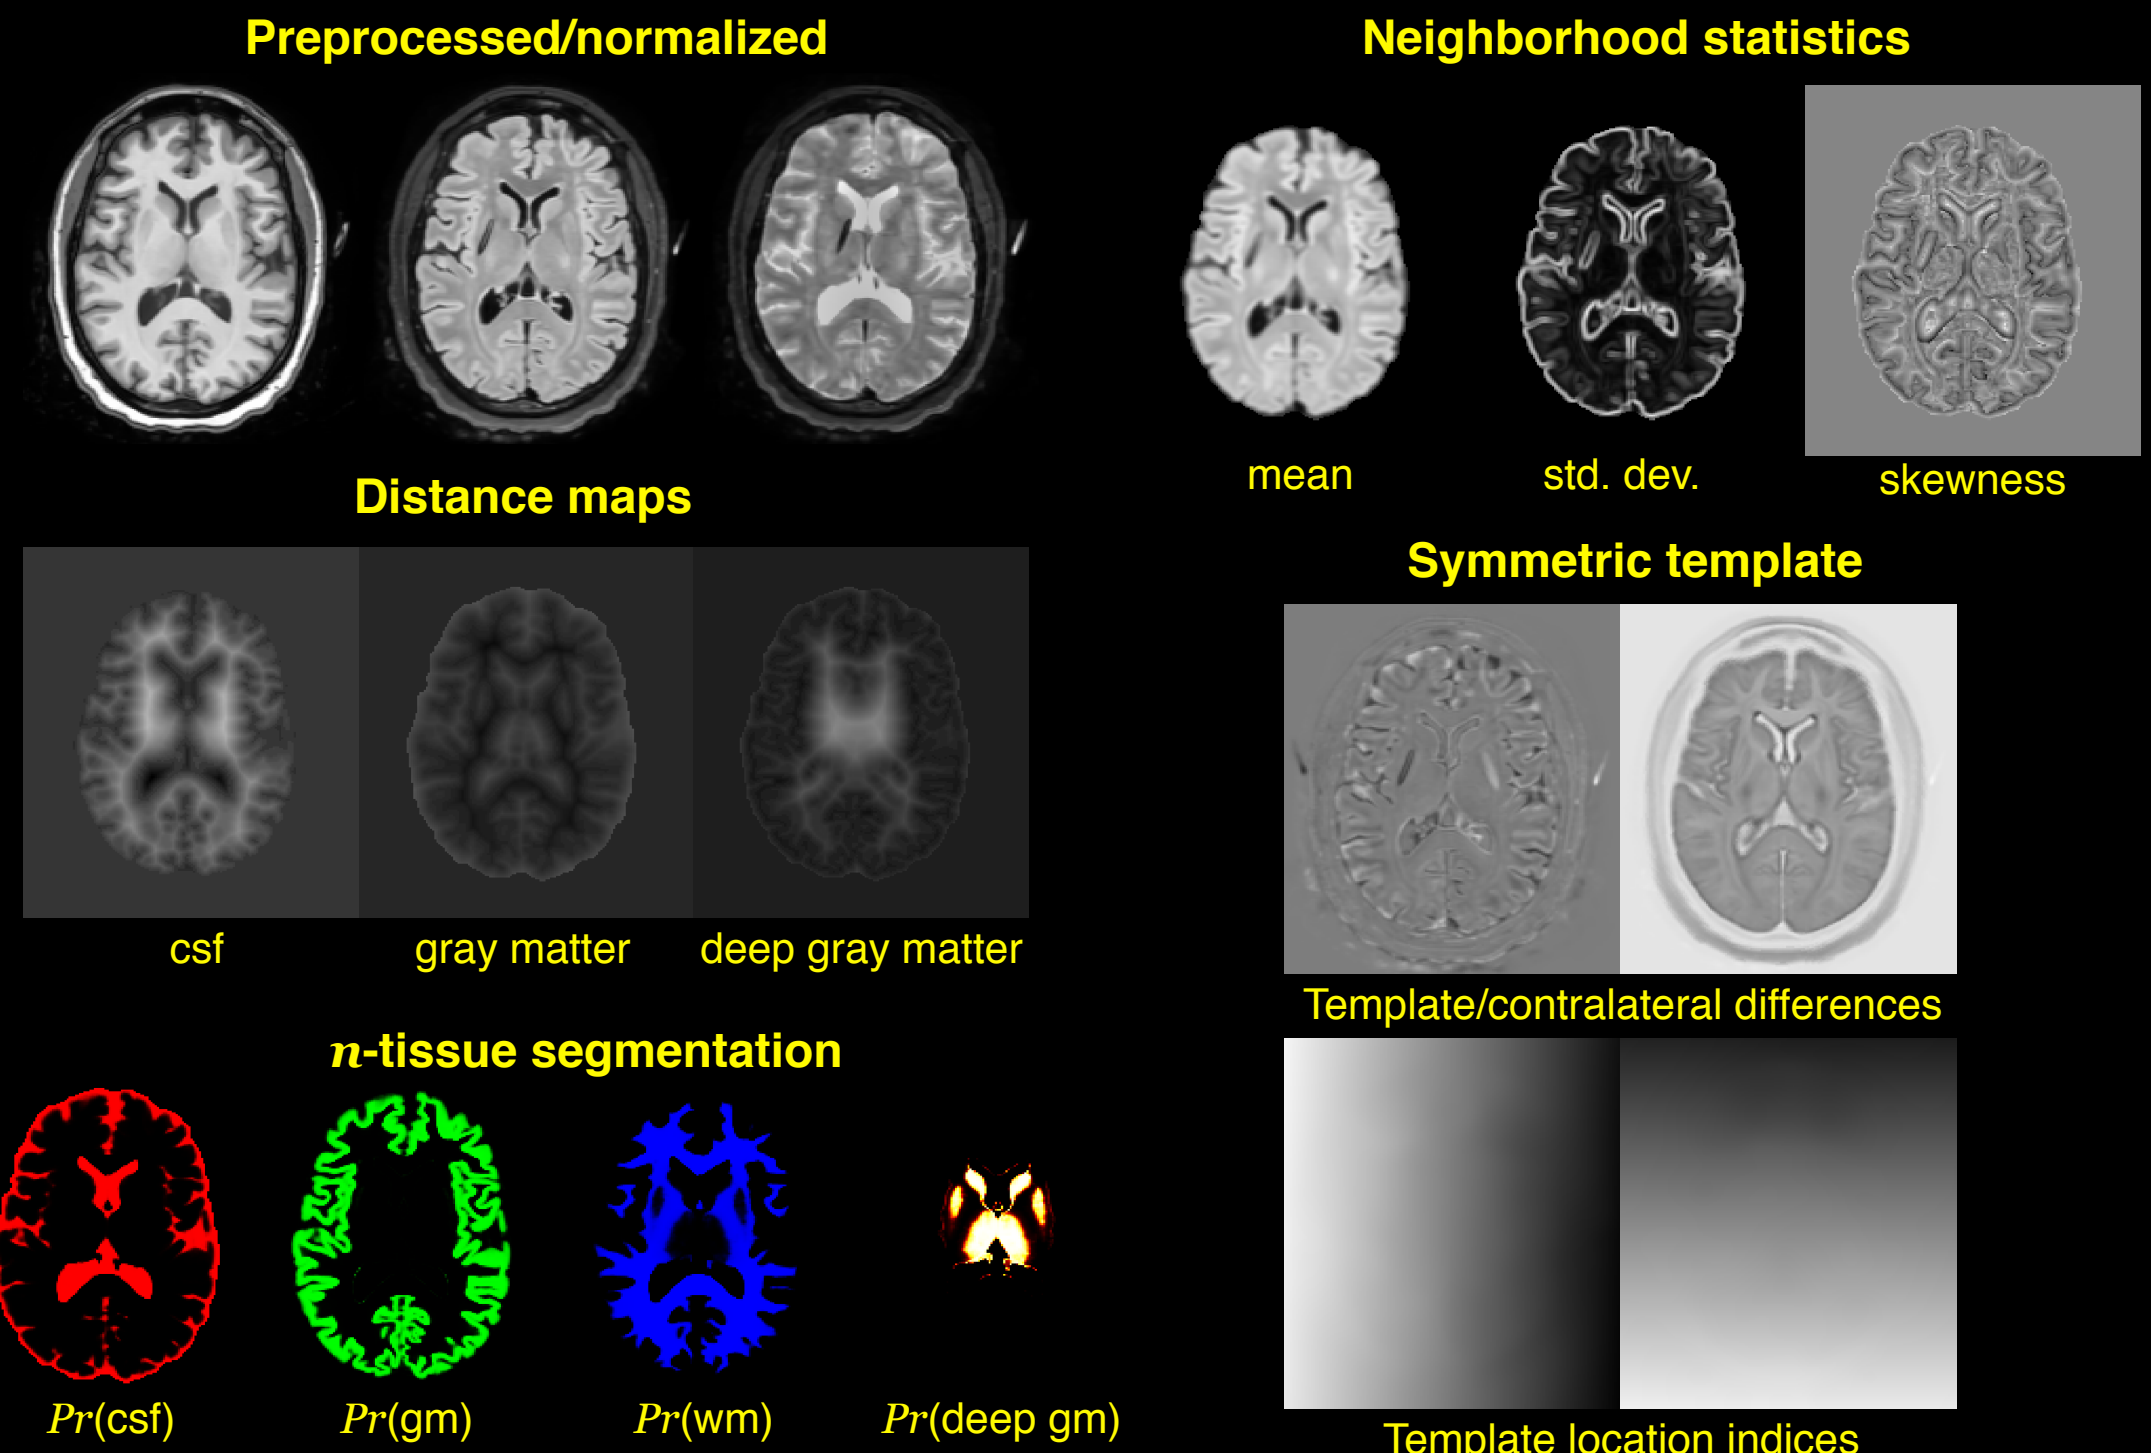 Preprocessed/normalized
Neighborhood statistics
mean
std. dev.
skewness
Distance maps
csf
gray matter
deep gray matter
Symmetric template
Template/contralateral differences
n-tissue segmentation
Pr(csf)
Pr(gm)
Pr(wm)
Pr(deep gm)
Template location indices